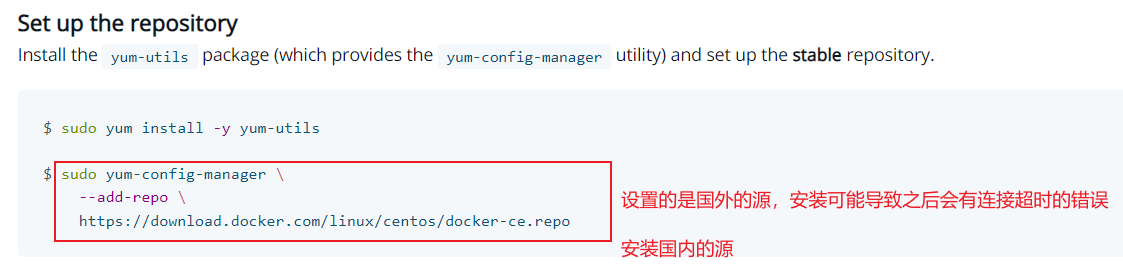 Set up the repository
Install the yum-utils package (which provides the yum-config-manager utility) and set up the stable repository.
$ sudo yum install -y yum-utils
$ sudo yum-config-manager \
--add-repo \
https://download.docker.com/linux/centos/docker-ce.repo
设置的是国外的源，安装可能导致之后会有连接超时的错误
安装国内的源